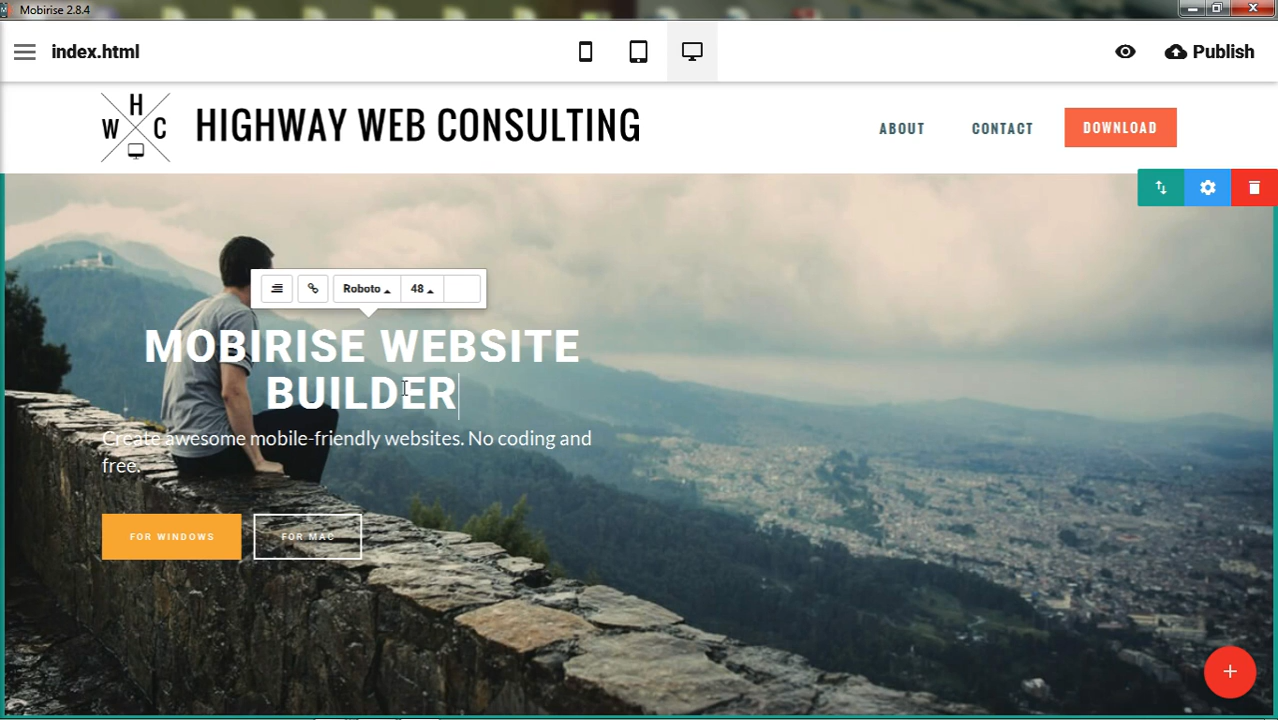 Mobirise 2.8.4
index.html
Publish
H
W C
HIGHWAY WEB CONSULTING
ABOUT CONTACT DOWNLOAD
Roboto 48
MOBIRISE WEBSITE
BUILDER
Create awesome mobile-friendly websites. No coding and
free.
FOR WINDOWS FOR MAC